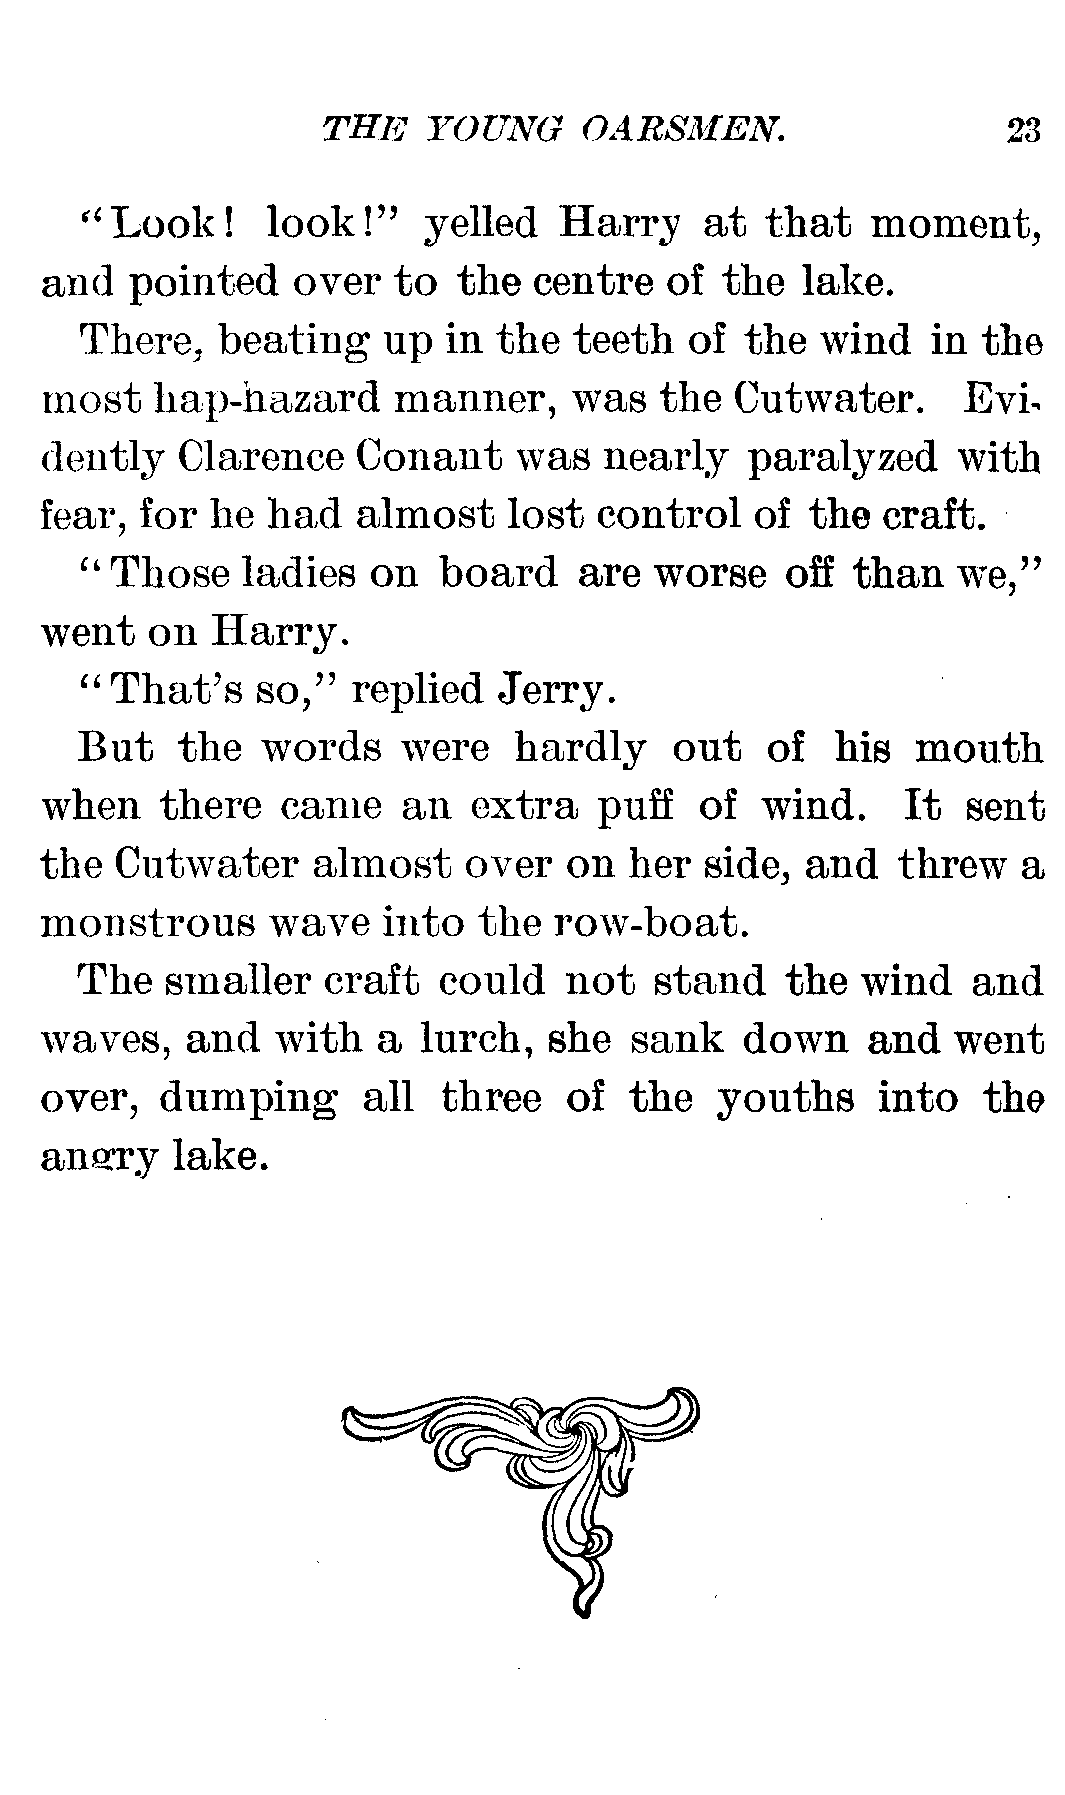 THE YOUNG OARSMEN. 23
“Look! look!” yelled Harry at that moment,
and pointed over to the centre of the lake.
There, beating up in the teeth of the wind in the
most hap-hazard manner, was the Cutwater. Evi-
dently Clarence Conant was nearly paralyzed with
fear, for he had almost lost control of the craft.
“Those ladies on board are worse off than we,”
went on Harry.
“That’s so,” replied Jerry.
But the words were hardly out of his mouth
when there came an extra puff of wind. It sent
the Cutwater almost over on her side, and threw a
monstrous wave into the row-boat.
The smaller craft could not stand the wind and
waves, and with a lurch, she sank down and went
over, dumping all three of the youths into the
angry lake.